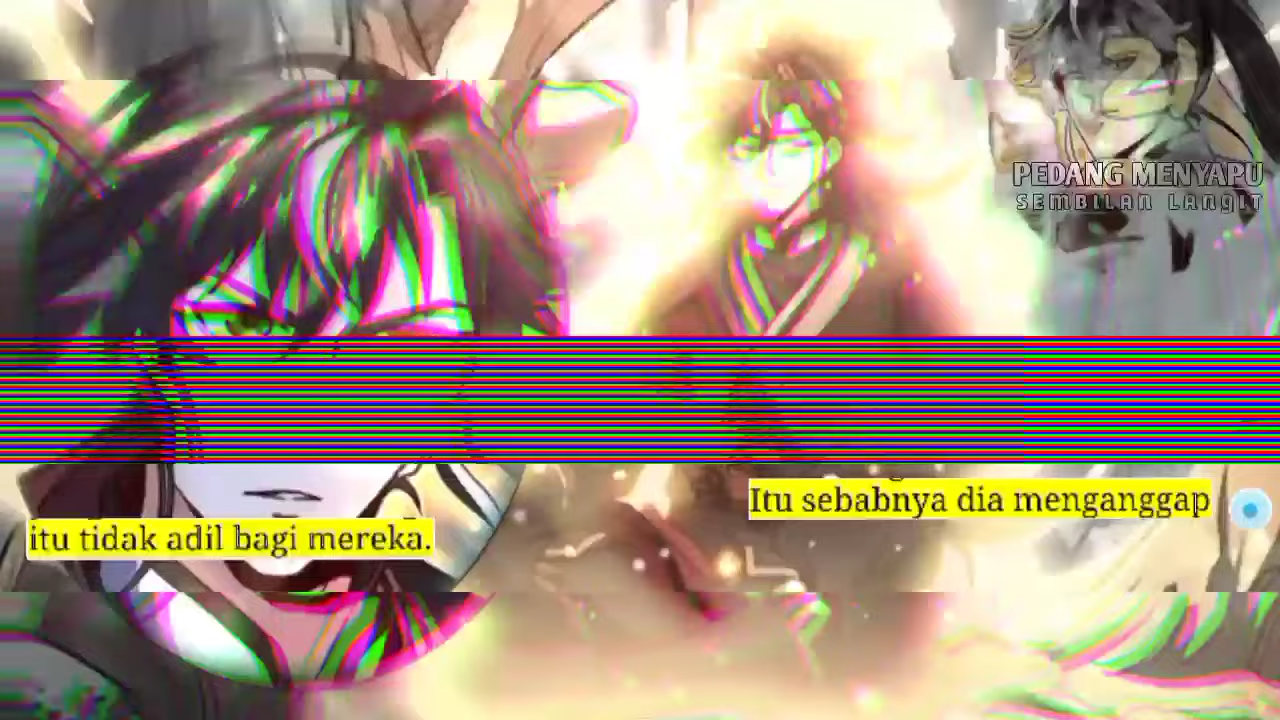 PEDANG MENYAPU
SEMBILAN LANGIT
Itu sebabnya dia menganggap
itu tidak adil bagi mereka.